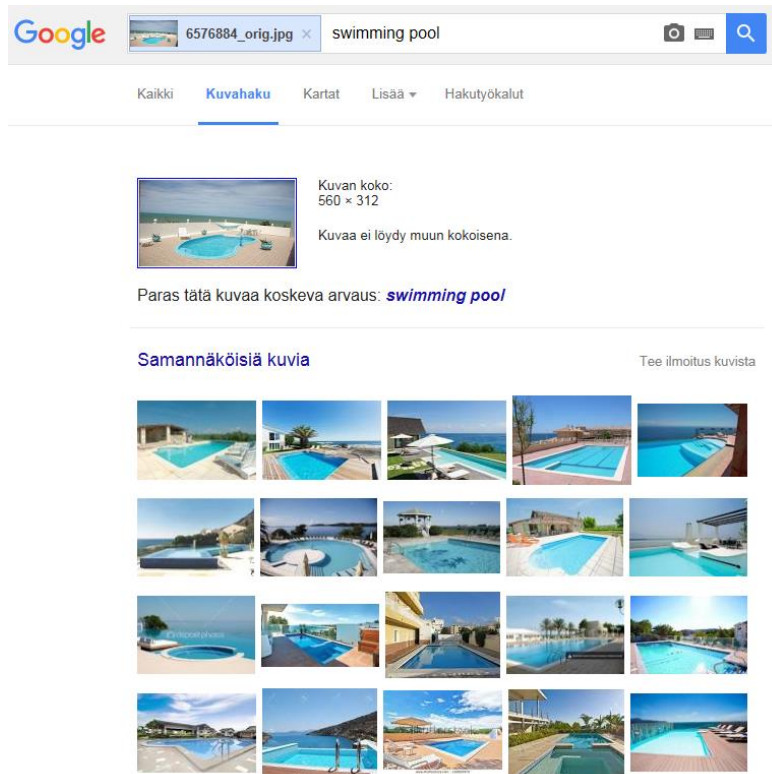 Google
6576884_orig.jpg × swimming pool
Kaikki Kuvahaku Kartat Lisää Hakutyökalut
Kuvan koko:
560 × 312
Kuvaa ei löydy muun kokoisena.
Paras tätä kuvaa koskeva arvaus: swimming pool
Samannäköisiä kuvia Tee ilmoitus kuvista
depositphotos